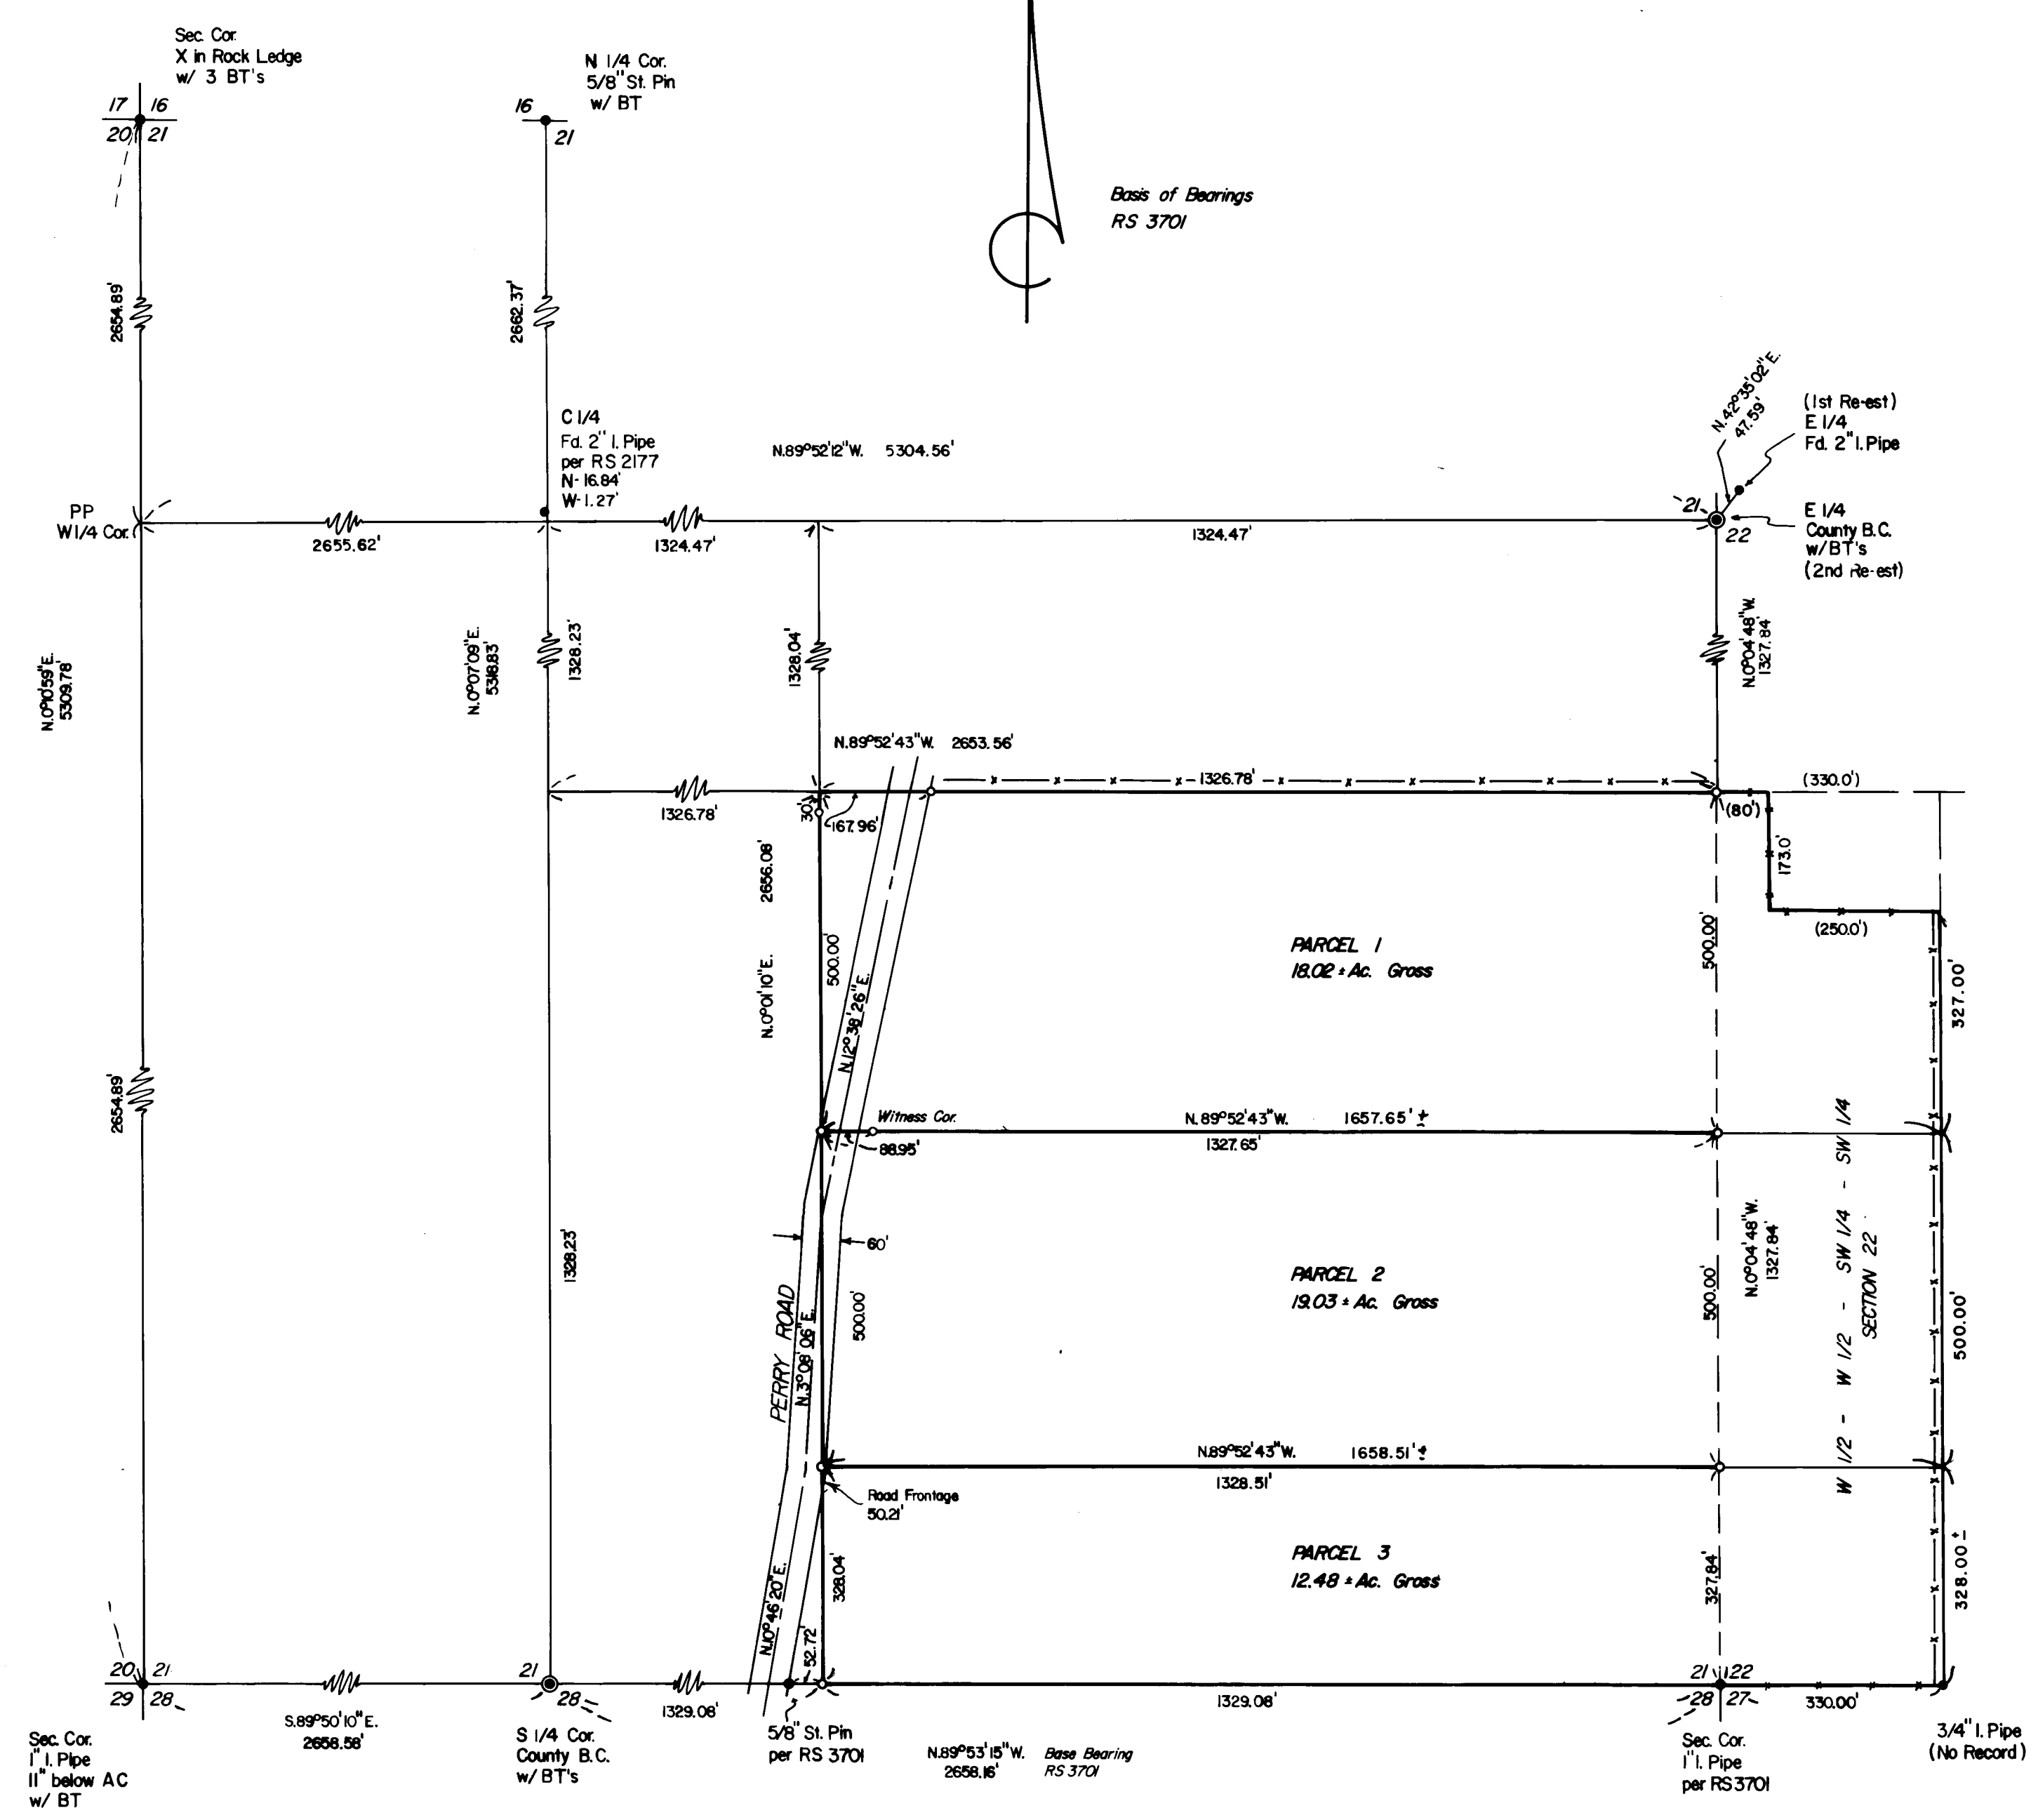 Sec. Cor.
X in Rock Ledge
w/ 3 BT's
17 16
20 21
N 1/4 Cor.
5/8" St. Pin
w/ BT
16
21
Basis of Bearings
RS 3701
2654.89'
2662.37'
N.42°35'02"E.
47.59'
(1st Re-est)
E 1/4
Fd. 2" I. Pipe
C 1/4
Fd. 2" I. Pipe
per RS 2177
N-16.84'
W-1.27'
N.89°52'12"W. 5304.56'
PP
W1/4 Cor.
21
22
E 1/4
County B.C.
w/BT's
(2nd Re-est)
2655.62'
1324.47'
1324.47'
N.0°10'59"E.
5309.78'
N.0°07'09"E.
5318.83'
1328.23'
1328.04'
N.0°04'48"W.
1327.84'
N.89°52'43"W. 2653.56'
1326.78'
(330.0')
1326.78'
30'
167.96'
(80')
173.0'
2656.08'
N.0°01'10"E.
500.00'
N.12°38'26"E.
PARCEL 1
18.02 ± Ac. Gross
500.00'
(250.0')
327.00'
2654.89'
Witness Cor.
88.95'
N.89°52'43"W. 1657.65' ±
1327.65'
1328.23'
60'
PERRY ROAD
N.3°08'06"E.
500.00'
PARCEL 2
19.03 ± Ac. Gross
500.00'
N.0°04'48"W.
1327.84'
W 1/2 - W 1/2 - SW 1/4 - SW 1/4
SECTION 22
500.00'
N.89°52'43"W. 1658.51' ±
1328.51'
Road Frontage
50.21'
N.10°46'20"E.
52.72'
328.04'
PARCEL 3
12.48 ± Ac. Gross
327.84'
328.00 ±
20 21
29 28
21
28
21 22
28 27
S.89°50'10"E.
2658.58'
1329.08'
1329.08'
330.00'
Sec. Cor.
1" I. Pipe
11" below AC
w/ BT
S 1/4 Cor.
County B.C.
w/ BT's
5/8" St. Pin
per RS 3701
N.89°53'15"W. Base Bearing
2658.16' RS 3701
Sec. Cor.
1" I. Pipe
per RS3701
3/4" I. Pipe
(No Record)